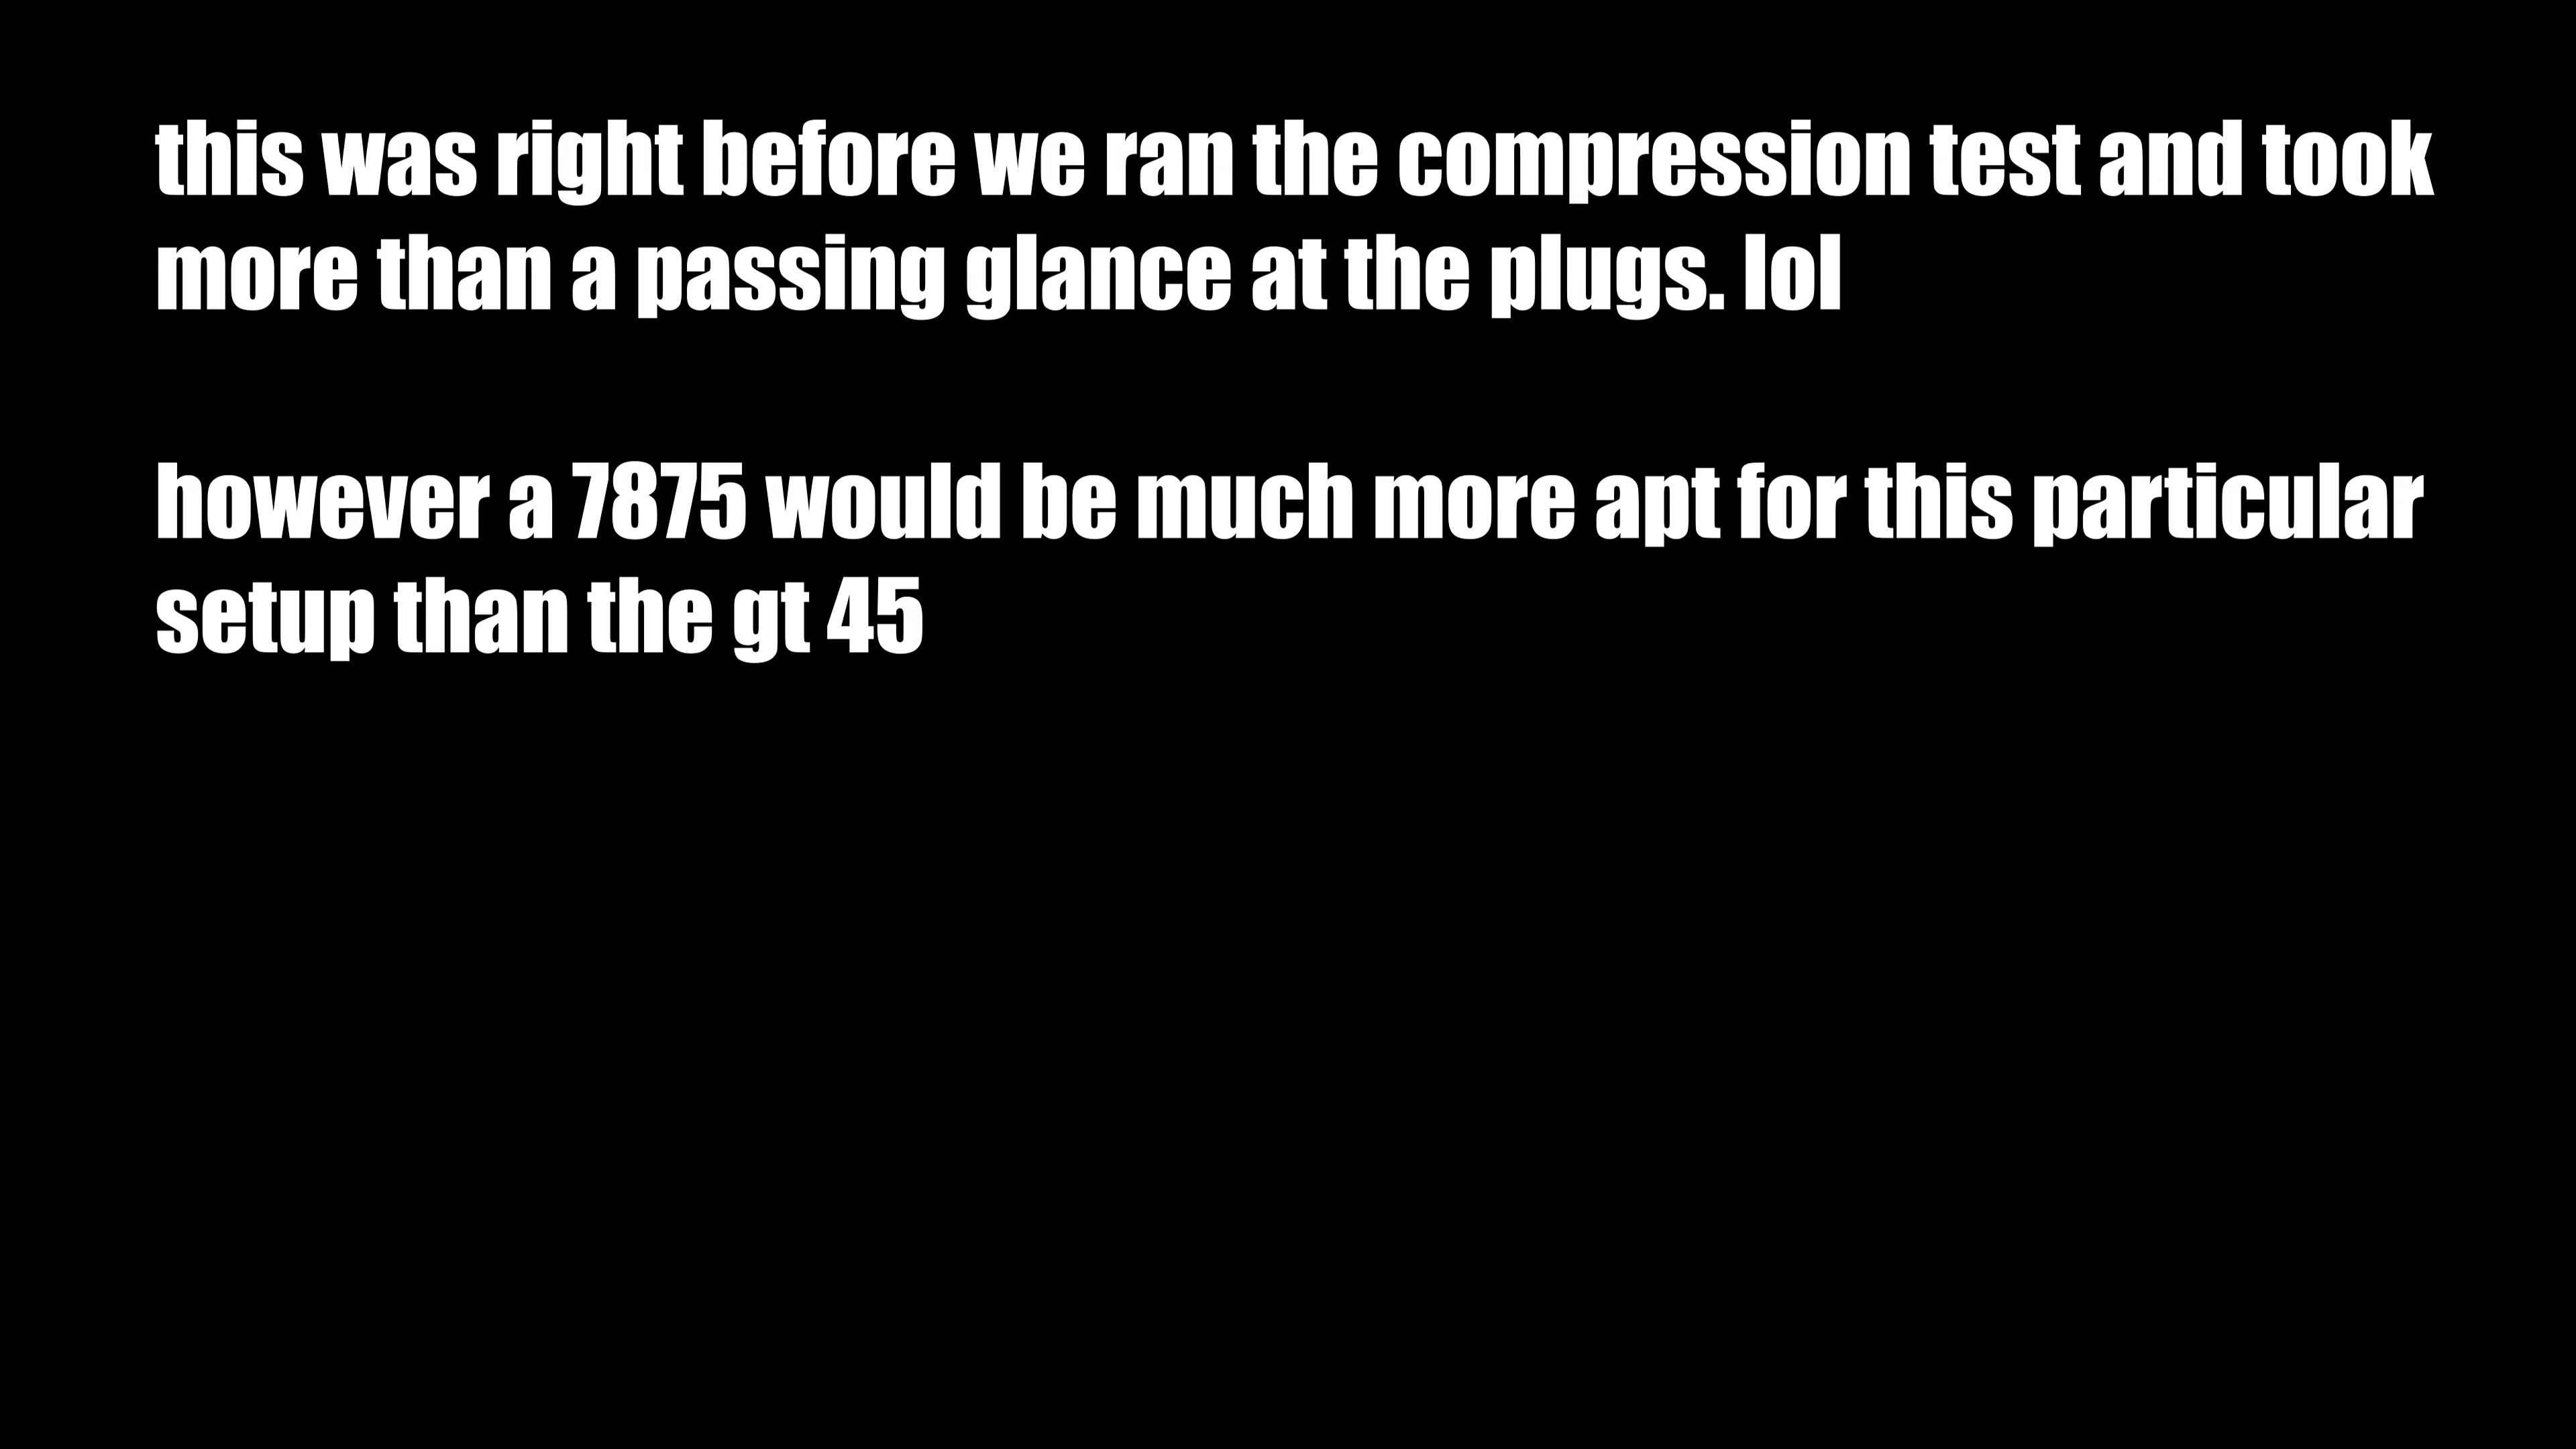 this was right before we ran the compression test and took
more than a passing glance at the plugs. lol
however a 7875 would be much more apt for this particular
setup than the gt 45